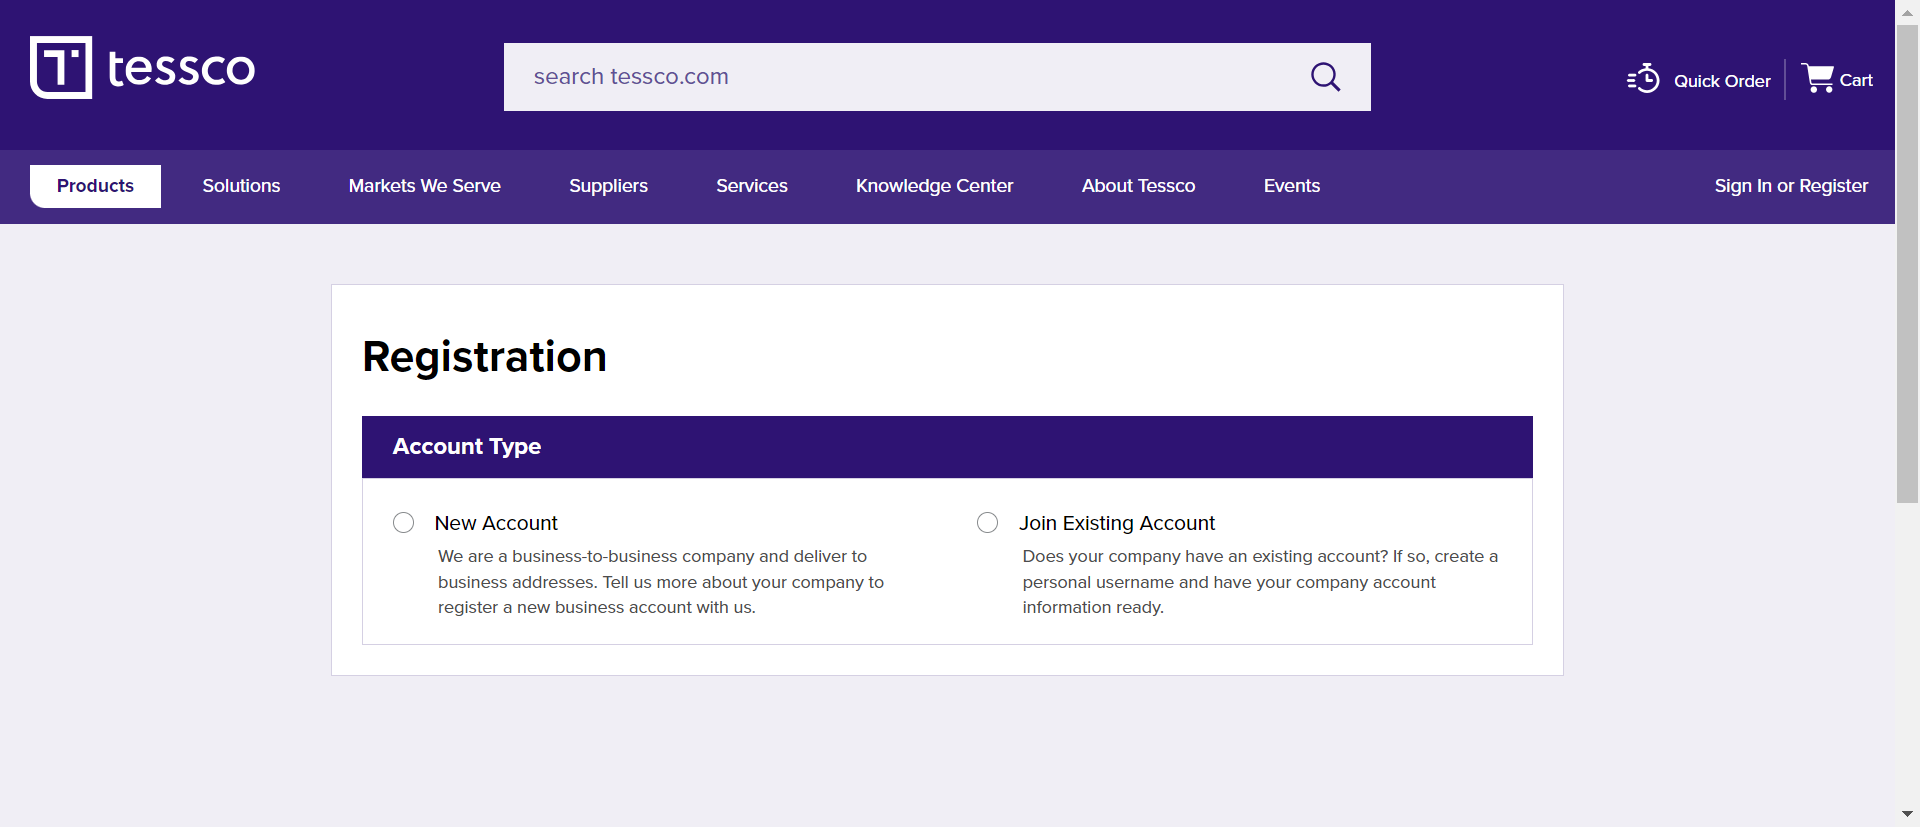 tessco
search tessco.com
Quick Order
Cart
Products
Solutions
Markets We Serve
Suppliers
Services
Knowledge Center
About Tessco
Events
Sign In or Register
Registration
Account Type
New Account
We are a business-to-business company and deliver to
business addresses. Tell us more about your company to
register a new business account with us.
Join Existing Account
Does your company have an existing account? If so, create a
personal username and have your company account
information ready.